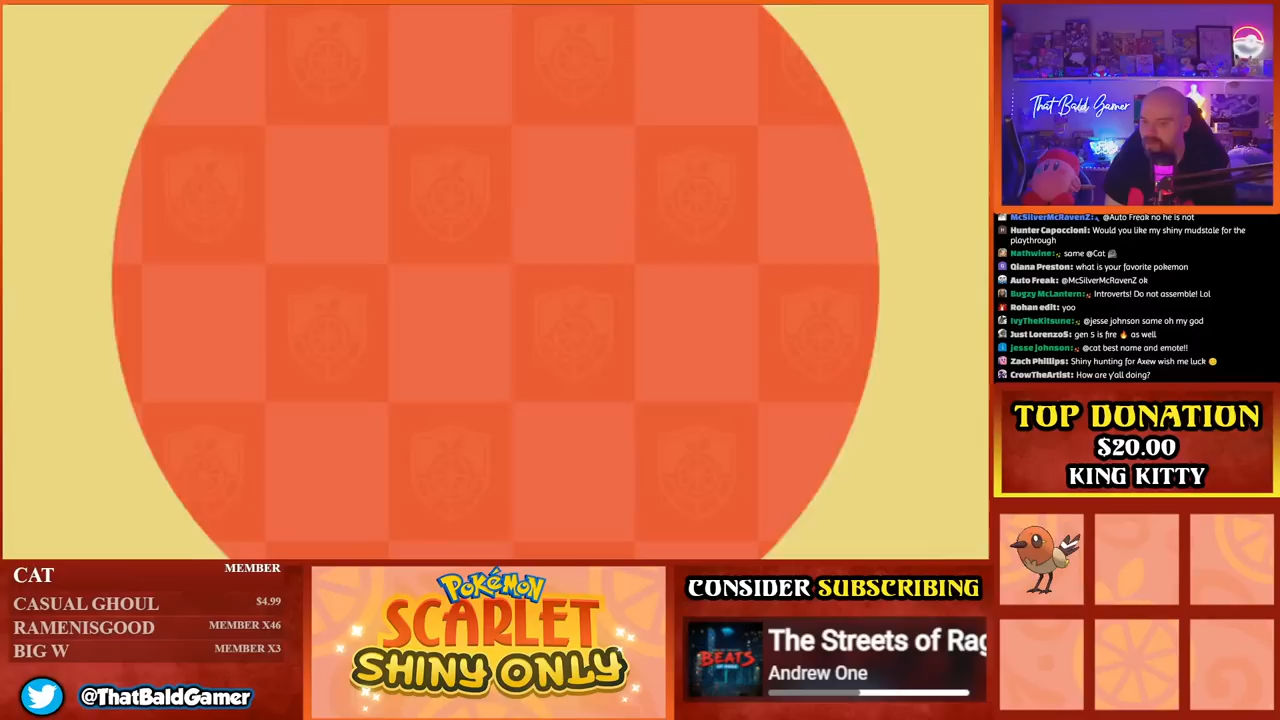 That Bald Gamer
McSilverMcRavenZ: @Auto Freak no he is not
Hunter Capoccioni: Would you like my shiny mudstale for the
playthrough
Nathwine: same @Cat
Qiana Preston: what is your favorite pokemon
Auto Freak: @McSilverMcRavenZ ok
Bugzy McLantern: Introverts! Do not assemble! Lol
Rohan edit: yoo
IvyTheKitsune: @jesse johnson same oh my god
Just LorenzoS: gen 5 is fire 🔥 as well
jesse johnson: @cat best name and emote!!
Zach Phillips: Shiny hunting for Axew wish me luck
CrowTheArtist: How are y'all doing?
TOP DONATION
$20.00
KING KITTY
CAT MEMBER
CASUAL GHOUL $4.99
RAMENISGOOD MEMBER X46
BIG W MEMBER X3
@ThatBaldGamer
POKéMON
SCARLET
SHINY ONLY
CONSIDER SUBSCRIBING
BEATS
The Streets of Rag
Andrew One